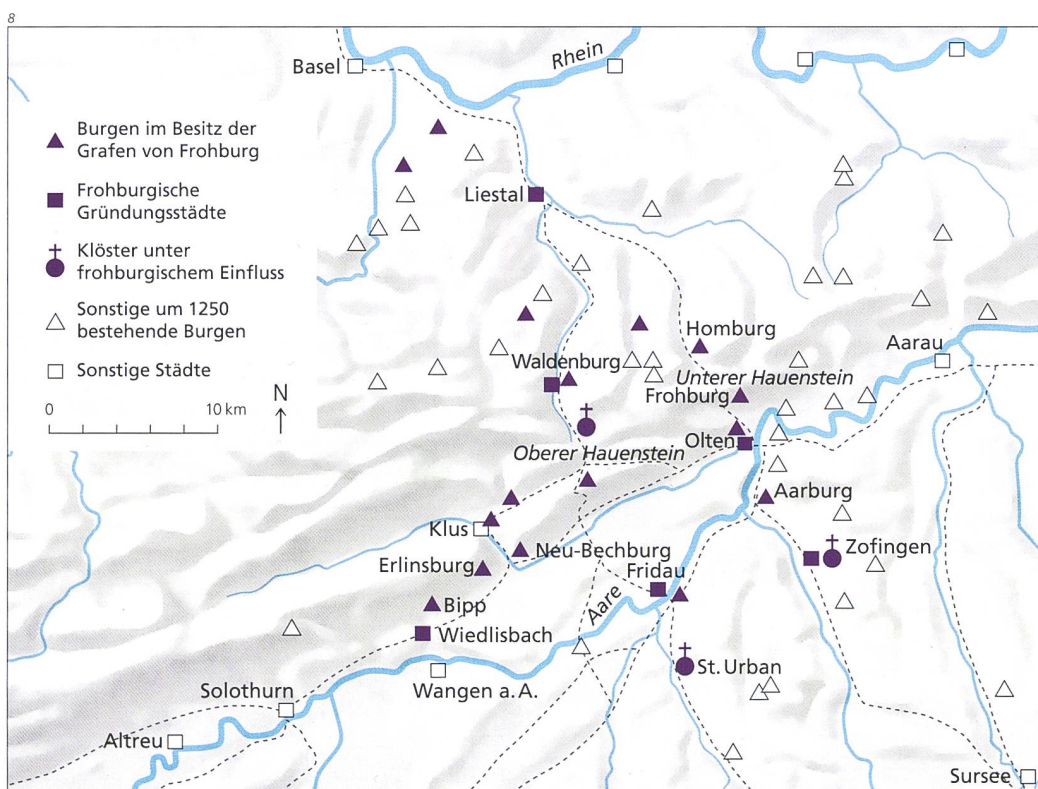 8
Basel
Rhein
Burgen im Besitz der
Grafen von Frohburg
Frohburgische
Gründungsstädte
Klöster unter
frohburgischem Einfluss
Sonstige um 1250
bestehende Burgen
Sonstige Städte
0 10 km
N
Liestal
Homburg
Aarau
Waldenburg
Unterer Hauenstein
Frohburg
Olten
Oberer Hauenstein
Aarburg
Klus
Neu-Bechburg
Zofingen
Erlinsburg
Fridau
Bipp
Aare
Wiedlisbach
St. Urban
Wangen a. A.
Solothurn
Altreu
Sursee